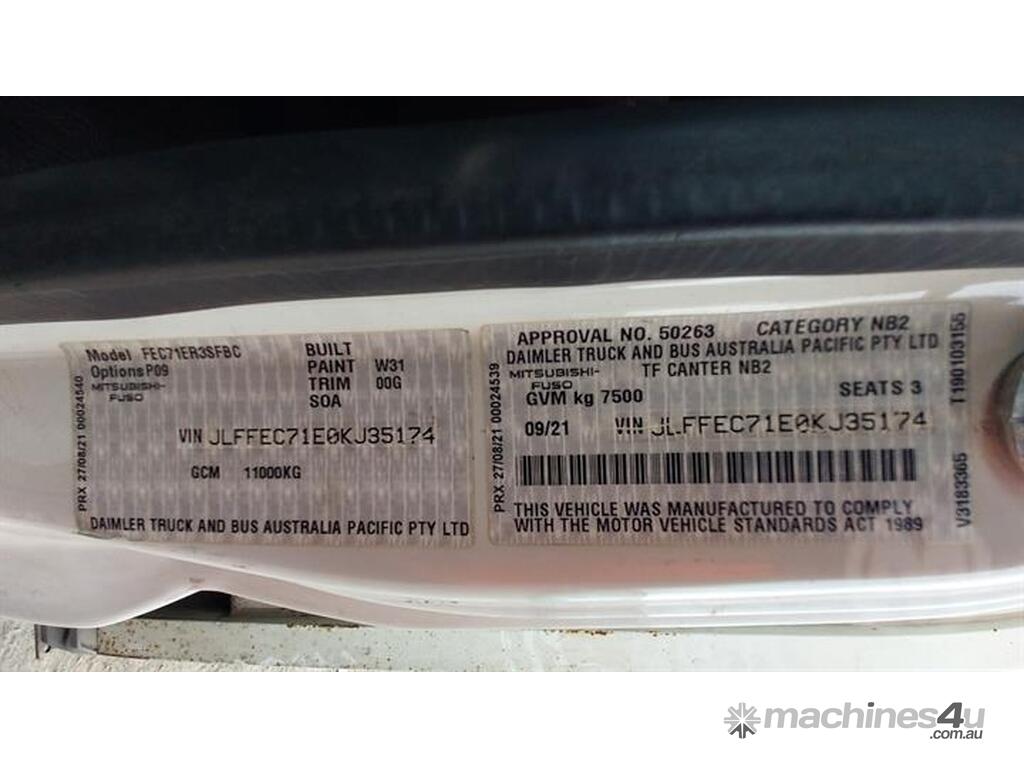 Model FEC71ER3SFBC
Options P09
MITSUBISHI-
FUSO
BUILT
PAINT W31
TRIM 00G
SOA
VIN JLFFEC71E0KJ35174
GCM 11000KG
DAIMLER TRUCK AND BUS AUSTRALIA PACIFIC PTY LTD
PRX 27/08/21 00024540
APPROVAL NO. 50263 CATEGORY NB2
DAIMLER TRUCK AND BUS AUSTRALIA PACIFIC PTY
MITSUBISHI-
FUSO
TF CANTER NB2
GVM kg 7500 SEATS 3
09/21 VIN JLFFEC71E0KJ35174
THIS VEHICLE WAS MANUFACTURED TO COMPLY
WITH THE MOTOR VEHICLE STANDARDS ACT 1989
PRX 27/08/21 00024539
V3183365 T190103155
machines4u
.com.au